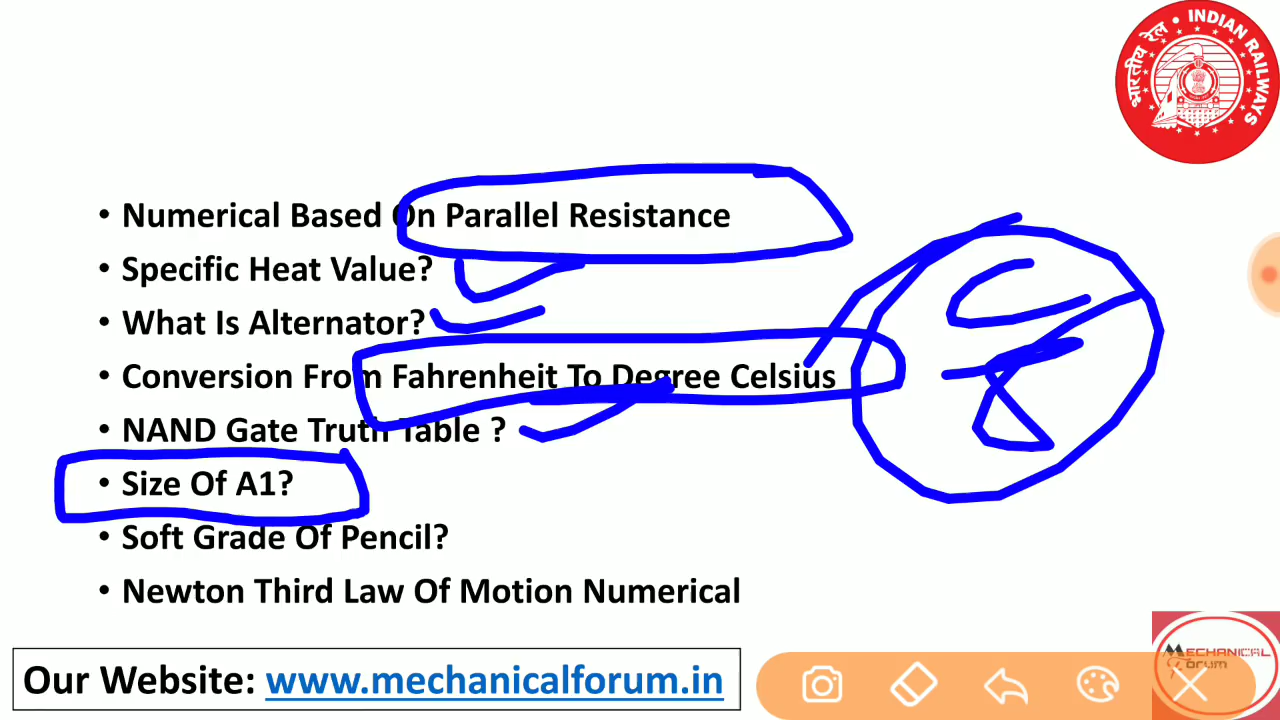 भारतीय रेल • INDIAN RAILWAYS
• Numerical Based On Parallel Resistance
• Specific Heat Value?
• What Is Alternator?
• Conversion From Fahrenheit To Degree Celsius
• NAND Gate Truth Table ?
• Size Of A1?
• Soft Grade Of Pencil?
• Newton Third Law Of Motion Numerical
Our Website: www.mechanicalforum.in
MECHANICAL
Forum